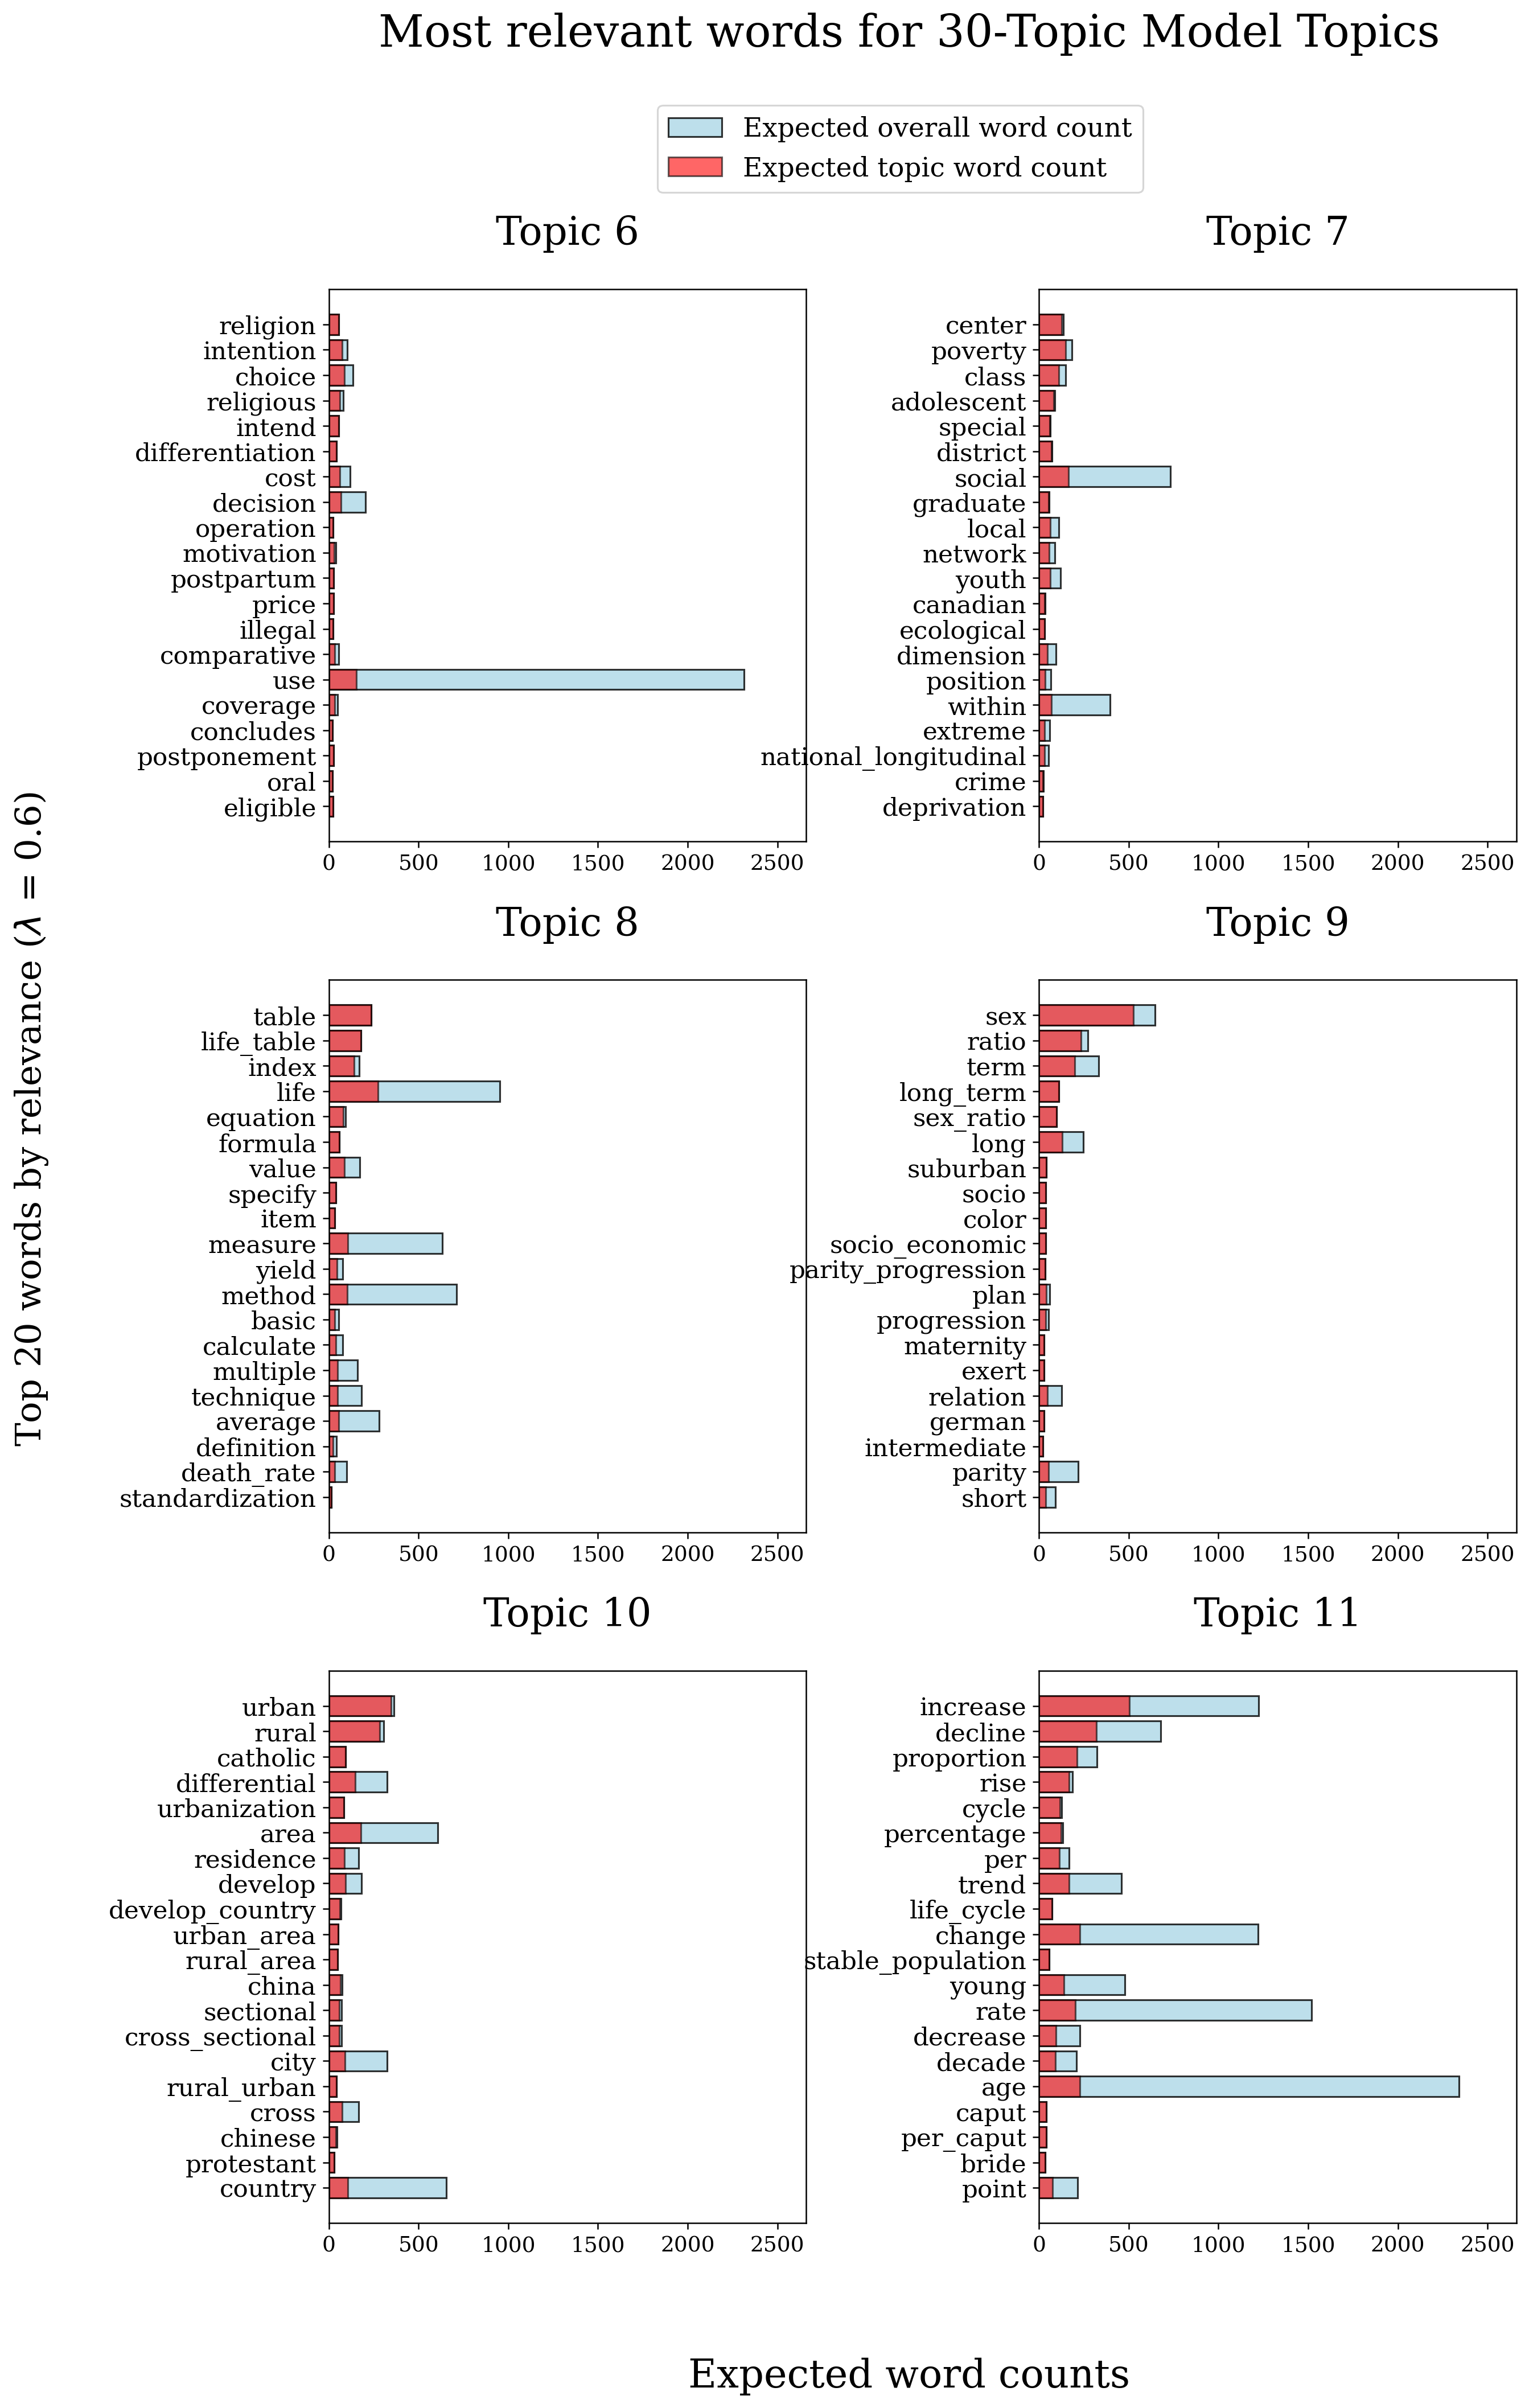 Most relevant words for 30-Topic Model Topics
Expected overall word count
Expected topic word count
Top 20 words by relevance (λ = 0.6)
Topic 6
religion
intention
choice
religious
intend
differentiation
cost
decision
operation
motivation
postpartum
price
illegal
comparative
use
coverage
concludes
postponement
oral
eligible
0 500 1000 1500 2000 2500
Topic 7
center
poverty
class
adolescent
special
district
social
graduate
local
network
youth
canadian
ecological
dimension
position
within
extreme
national_longitudinal
crime
deprivation
0 500 1000 1500 2000 2500
Topic 8
table
life_table
index
life
equation
formula
value
specify
item
measure
yield
method
basic
calculate
multiple
technique
average
definition
death_rate
standardization
0 500 1000 1500 2000 2500
Topic 9
sex
ratio
term
long_term
sex_ratio
long
suburban
socio
color
socio_economic
parity_progression
plan
progression
maternity
exert
relation
german
intermediate
parity
short
0 500 1000 1500 2000 2500
Topic 10
urban
rural
catholic
differential
urbanization
area
residence
develop
develop_country
urban_area
rural_area
china
sectional
cross_sectional
city
rural_urban
cross
chinese
protestant
country
0 500 1000 1500 2000 2500
Topic 11
increase
decline
proportion
rise
cycle
percentage
per
trend
life_cycle
change
stable_population
young
rate
decrease
decade
age
caput
per_caput
bride
point
0 500 1000 1500 2000 2500
Expected word counts